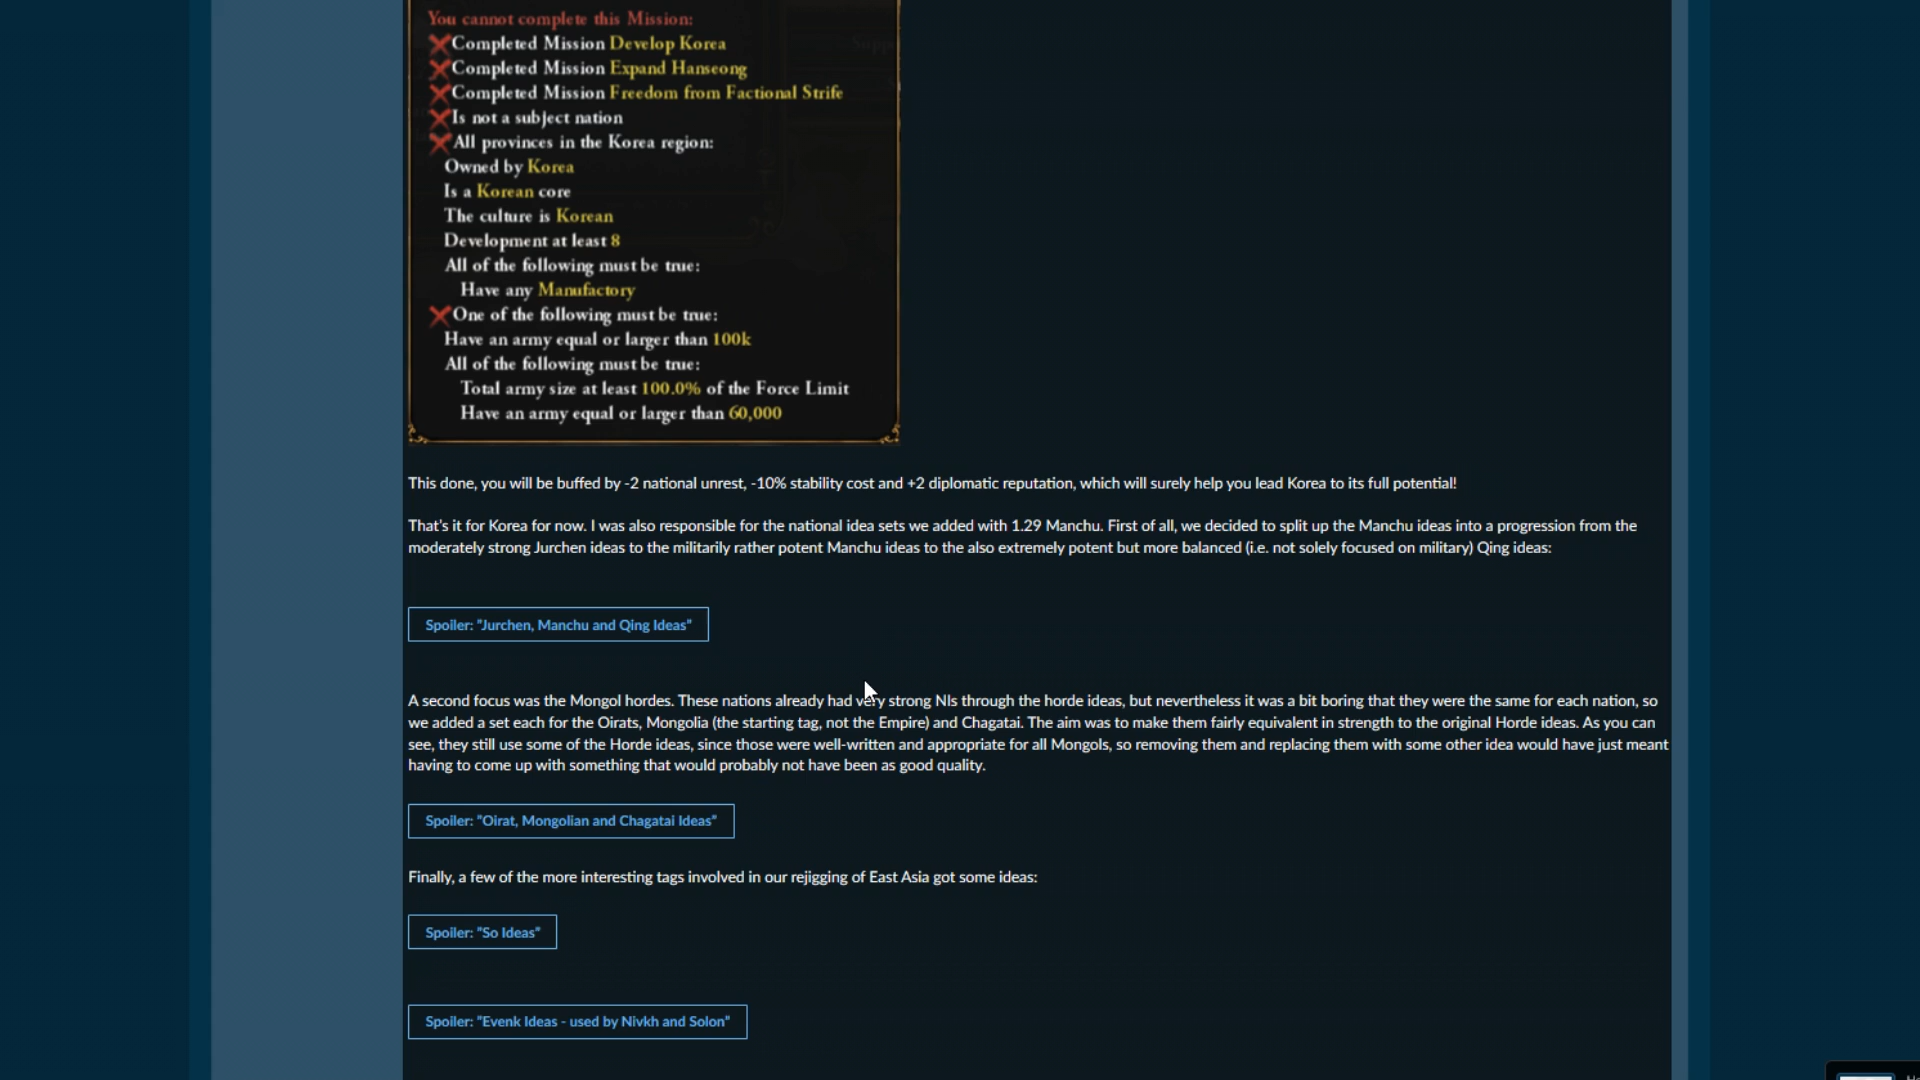 You cannot complete this Mission:
Completed Mission Develop Korea
Completed Mission Expand Hanseong
Completed Mission Freedom from Factional Strife
Is not a subject nation
All provinces in the Korea region:
Owned by Korea
Is a Korean core
The culture is Korean
Development at least 8
All of the following must be true:
Have any Manufactory
One of the following must be true:
Have an army equal or larger than 100k
All of the following must be true:
Total army size at least 100.0% of the Force Limit
Have an army equal or larger than 60,000
This done, you will be buffed by -2 national unrest, -10% stability cost and +2 diplomatic reputation, which will surely help you lead Korea to its full potential!
That's it for Korea for now. I was also responsible for the national idea sets we added with 1.29 Manchu. First of all, we decided to split up the Manchu ideas into a progression from the
moderately strong Jurchen ideas to the militarily rather potent Manchu ideas to the also extremely potent but more balanced (i.e. not solely focused on military) Qing ideas:
Spoiler: "Jurchen, Manchu and Qing Ideas"
A second focus was the Mongol hordes. These nations already had very strong NIs through the horde ideas, but nevertheless it was a bit boring that they were the same for each nation, so
we added a set each for the Oirats, Mongolia (the starting tag, not the Empire) and Chagatai. The aim was to make them fairly equivalent in strength to the original Horde ideas. As you can
see, they still use some of the Horde ideas, since those were well-written and appropriate for all Mongols, so removing them and replacing them with some other idea would have just meant
having to come up with something that would probably not have been as good quality.
Spoiler: "Oirat, Mongolian and Chagatai Ideas"
Finally, a few of the more interesting tags involved in our rejigging of East Asia got some ideas:
Spoiler: "So Ideas"
Spoiler: "Evenk Ideas - used by Nivkh and Solon"